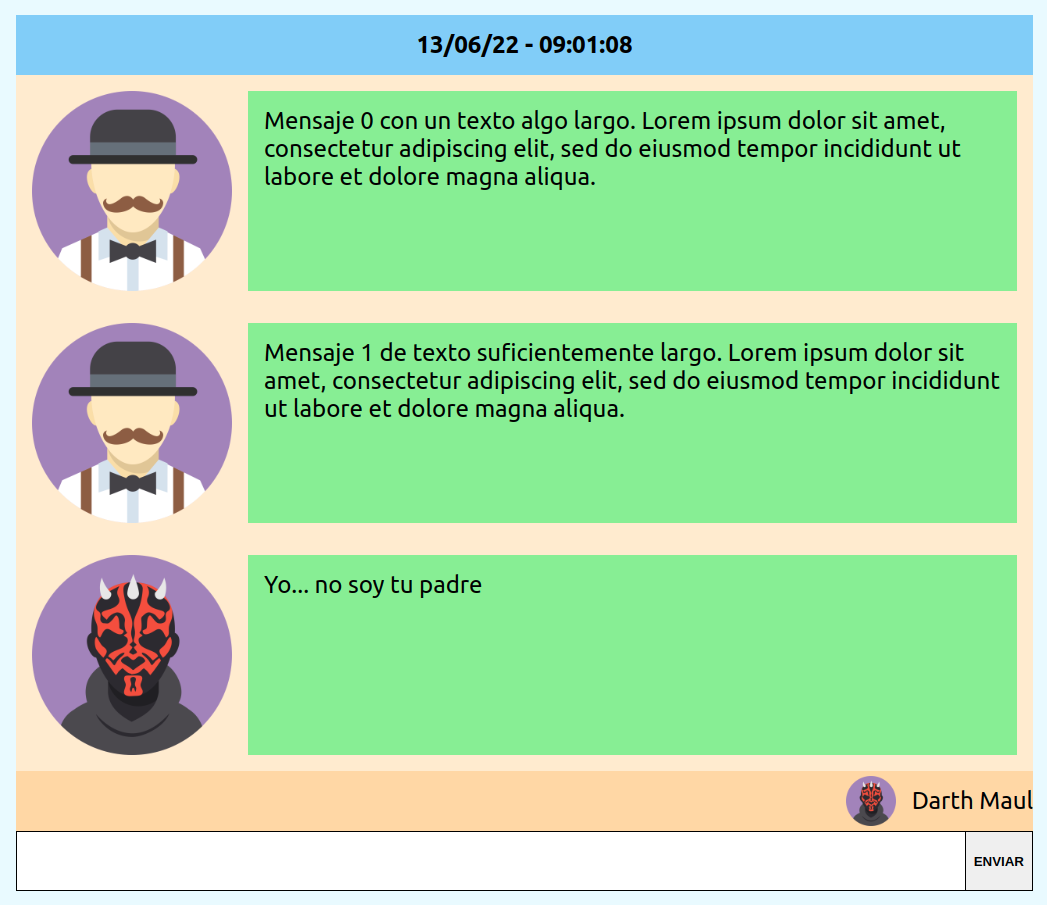 13/06/22 - 09:01:08
Mensaje 0 con un texto algo largo. Lorem ipsum dolor sit amet,
consectetur adipiscing elit, sed do eiusmod tempor incididunt ut
labore et dolore magna aliqua.
Mensaje 1 de texto suficientemente largo. Lorem ipsum dolor sit
amet, consectetur adipiscing elit, sed do eiusmod tempor incididunt
ut labore et dolore magna aliqua.
Yo... no soy tu padre
Darth Maul
ENVIAR